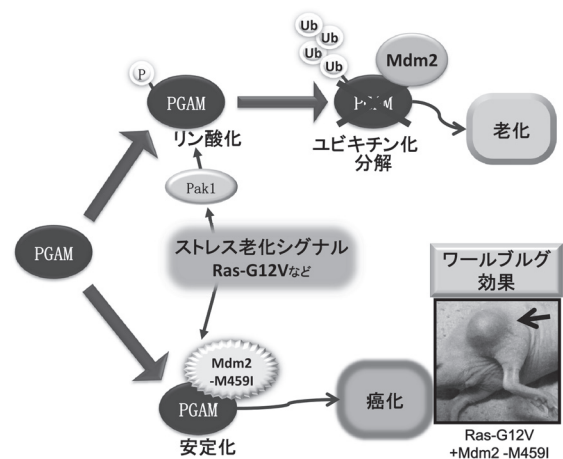 Ub
Ub
Ub
Ub
Mdm2
P
PGAM
リン酸化
PGAM
ユビキチン化
分解
老化
Pak1
PGAM
ストレス老化シグナル
Ras-G12Vなど
ワールブルグ
効果
Mdm2
-M459I
PGAM
安定化
癌化
Ras-G12V
+Mdm2 -M459I